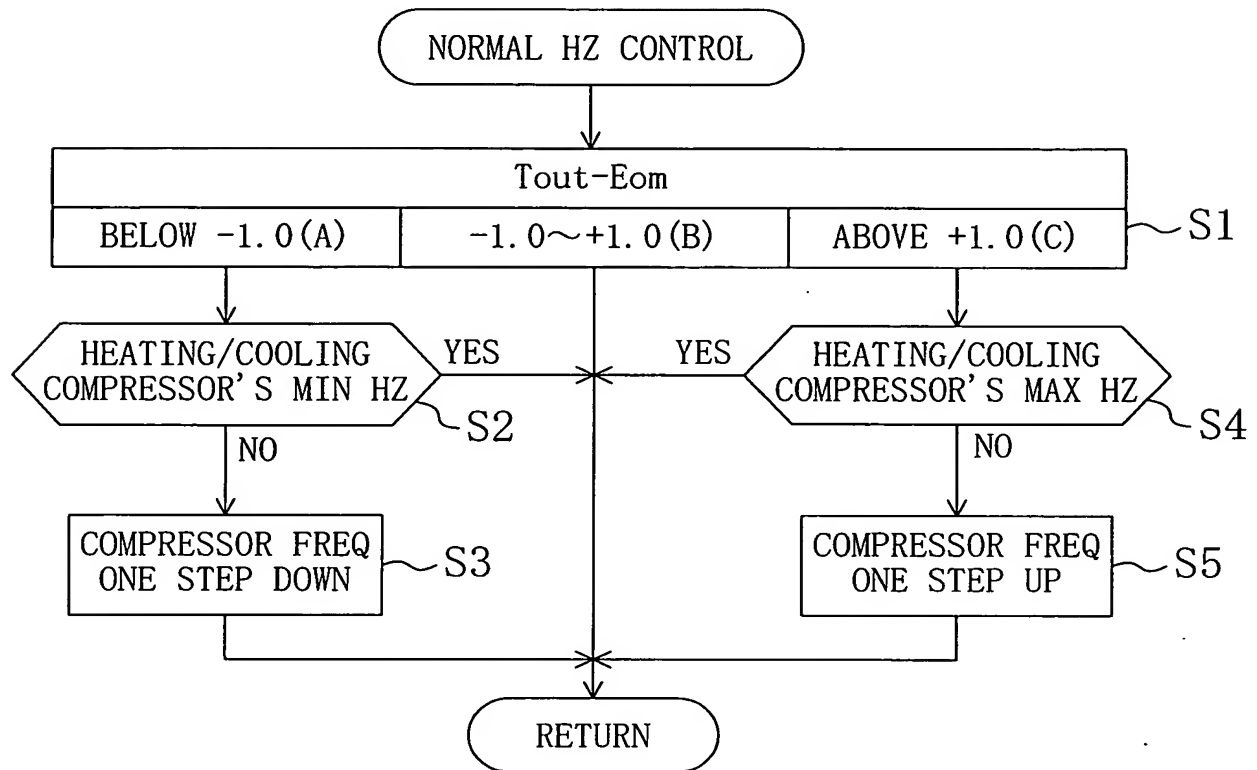 NORMAL HZ CONTROL
Tout-Eom
BELOW -1.0(A)
-1.0~+1.0(B)
ABOVE +1.0(C)
S1
HEATING/COOLING
COMPRESSOR'S MIN HZ
YES
S2
NO
YES
HEATING/COOLING
COMPRESSOR'S MAX HZ
S4
NO
COMPRESSOR FREQ
ONE STEP DOWN
S3
COMPRESSOR FREQ
ONE STEP UP
S5
RETURN